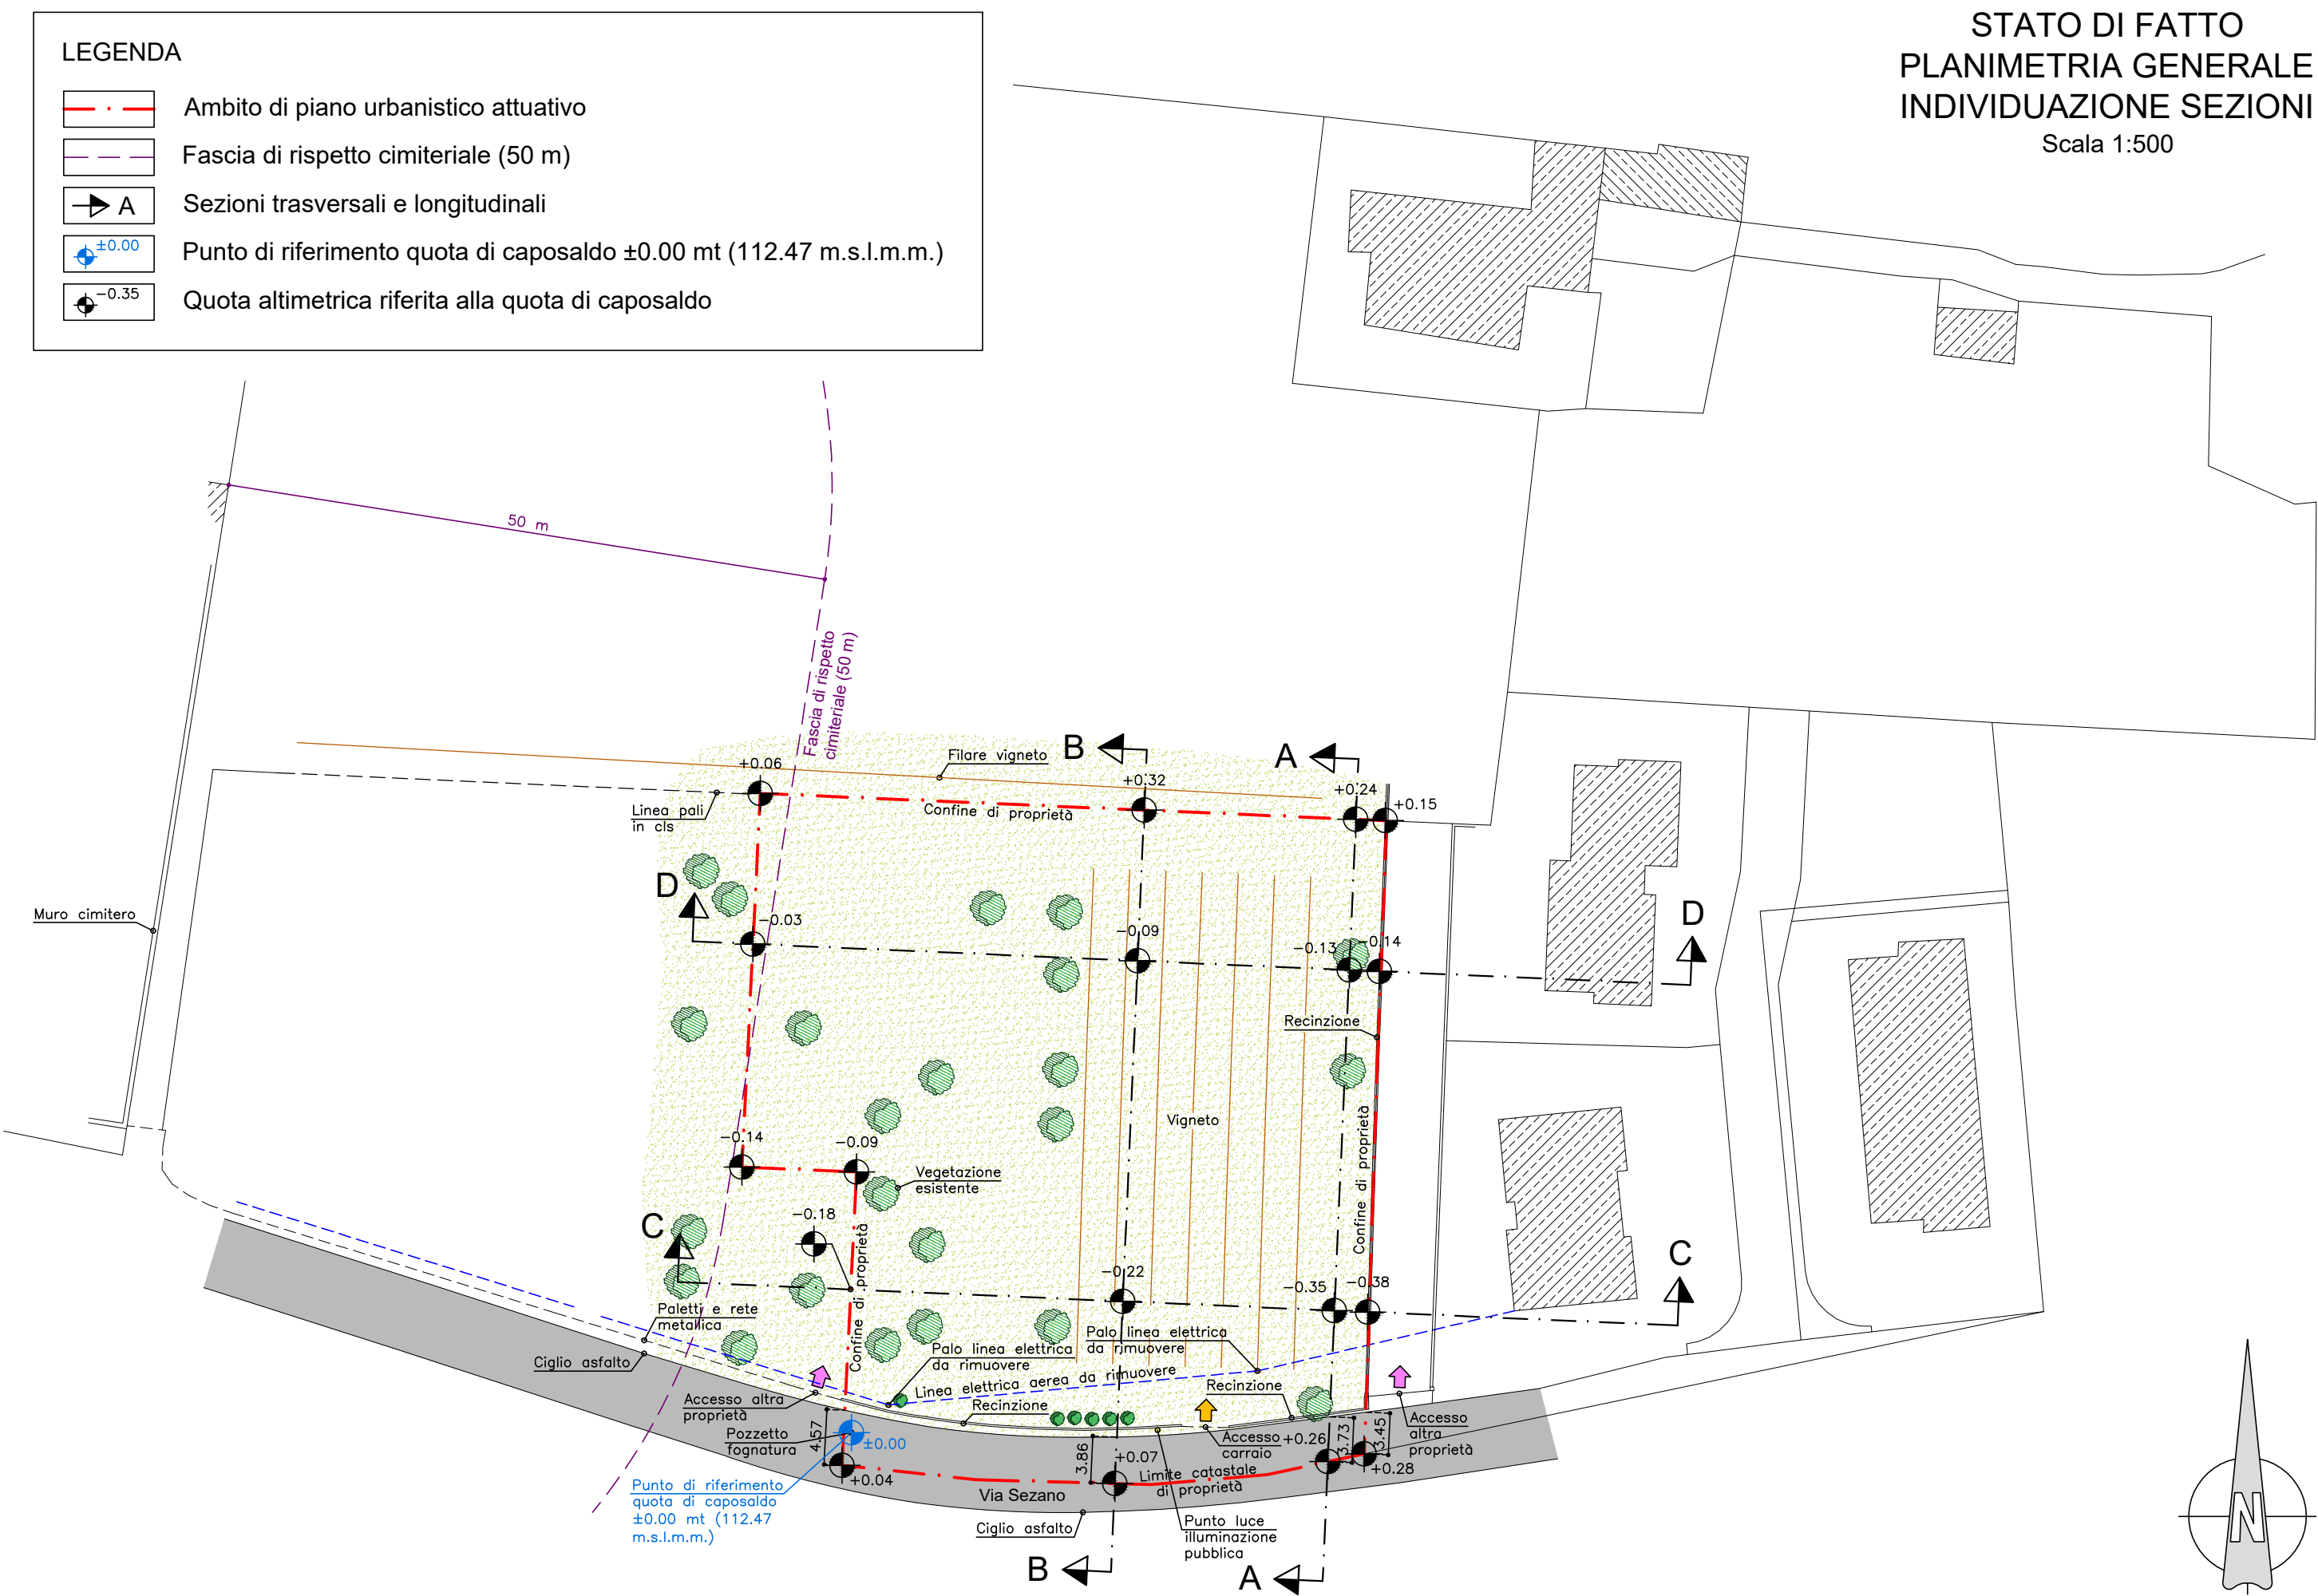 STATO DI FATTO
PLANIMETRIA GENERALE
INDIVIDUAZIONE SEZIONI
Scala 1:500
LEGENDA
Ambito di piano urbanistico attuativo
Fascia di rispetto cimiteriale (50 m)
A
Sezioni trasversali e longitudinali
±0.00
Punto di riferimento quota di caposaldo ±0.00 mt (112.47 m.s.l.m.m.)
−0.35
Quota altimetrica riferita alla quota di caposaldo
50 m
Fascia di rispetto
cimiteriale (50 m)
B
A
Filare vigneto
+0.06
+0.32
+0.24
+0.15
Linea pali
in cls
Confine di proprietà
D
Muro cimitero
−0.03
−0.09
−0.13
−0.14
D
Recinzione
Vigneto
−0.14
−0.09
Confine di proprietà
Vegetazione
esistente
−0.18
C
Confine di proprietà
−0.22
−0.35
−0.38
C
Paletti e rete
metallica
Ciglio asfalto
Palo linea elettrica
da rimuovere
Palo linea elettrica
da rimuovere
Linea elettrica aerea da rimuovere
Accesso altra
proprietà
Recinzione
Recinzione
Pozzetto
fognatura
4.57
±0.00
+0.04
3.86
+0.07
Accesso
carraio
+0.26
3.73
3.45
+0.28
Accesso
altra
proprietà
Limite catastale
di proprietà
Via Sezano
Punto di riferimento
quota di caposaldo
±0.00 mt (112.47
m.s.l.m.m.)
Ciglio asfalto
Punto luce
illuminazione
pubblica
B
A
N